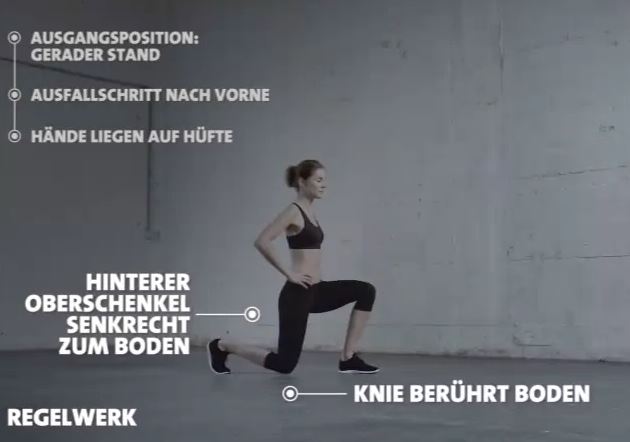 AUSGANGSPOSITION:
GERADER STAND
AUSFALLSCHRITT NACH VORNE
HÄNDE LIEGEN AUF HÜFTE
HINTERER
OBERSCHENKEL
SENKRECHT
ZUM BODEN
KNIE BERÜHRT BODEN
REGELWERK